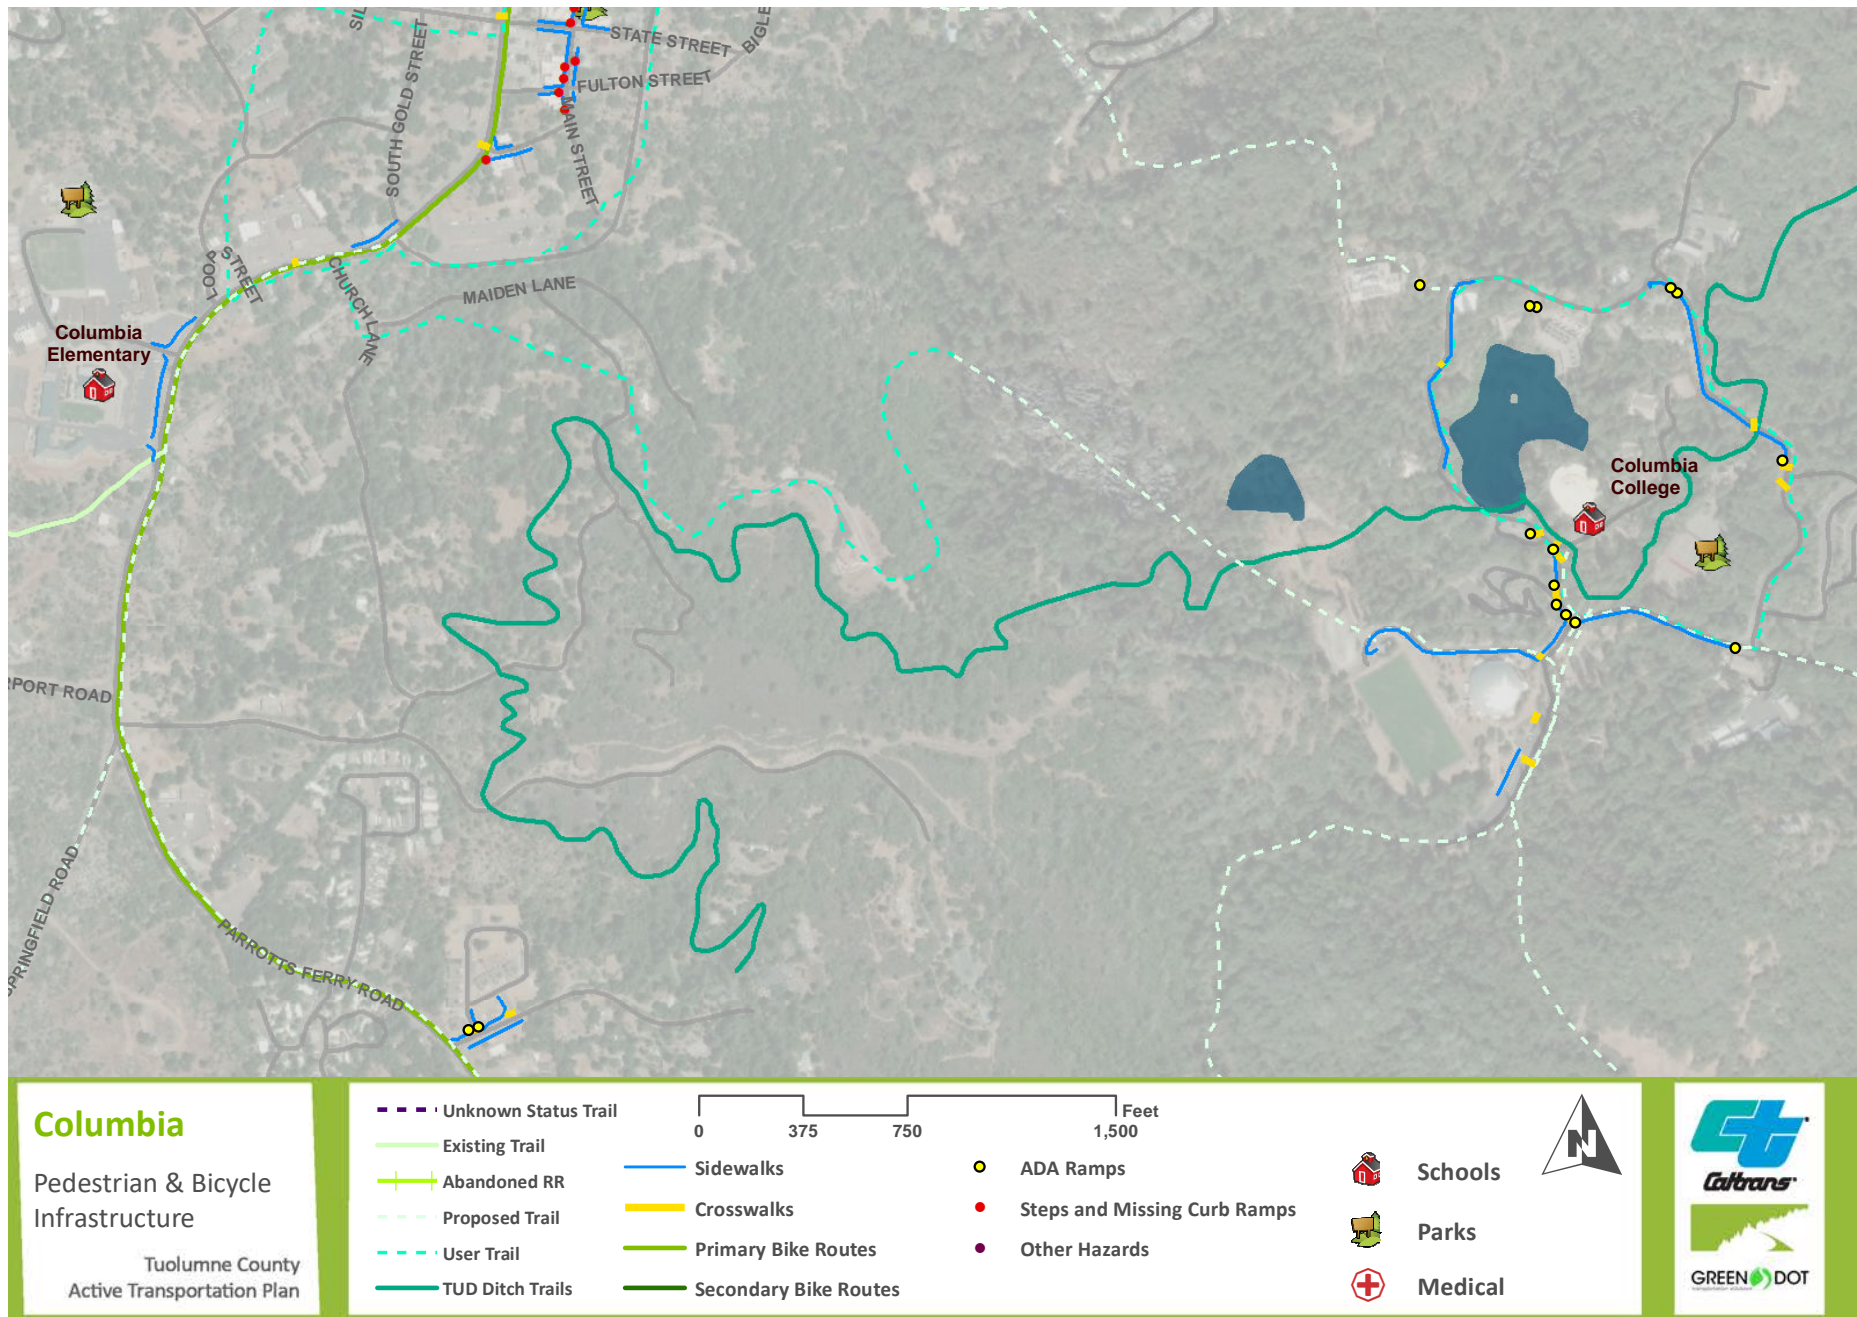 SIL
SOUTH GOLD STREET
STATE STREET
BIGLE
FULTON STREET
MAIN STREET
LOOP
STREET
CHURCH LANE
MAIDEN LANE
Columbia
Elementary
Columbia
College
RPORT ROAD
SPRINGFIELD ROAD
PARROTTS FERRY ROAD
Columbia
Pedestrian & Bicycle
Infrastructure
Tuolumne County
Active Transportation Plan
Unknown Status Trail
Existing Trail
Abandoned RR
Proposed Trail
User Trail
TUD Ditch Trails
Feet
0 375 750 1,500
Sidewalks
Crosswalks
Primary Bike Routes
Secondary Bike Routes
ADA Ramps
Steps and Missing Curb Ramps
Other Hazards
Schools
Parks
Medical
N
Caltrans
GREEN DOT